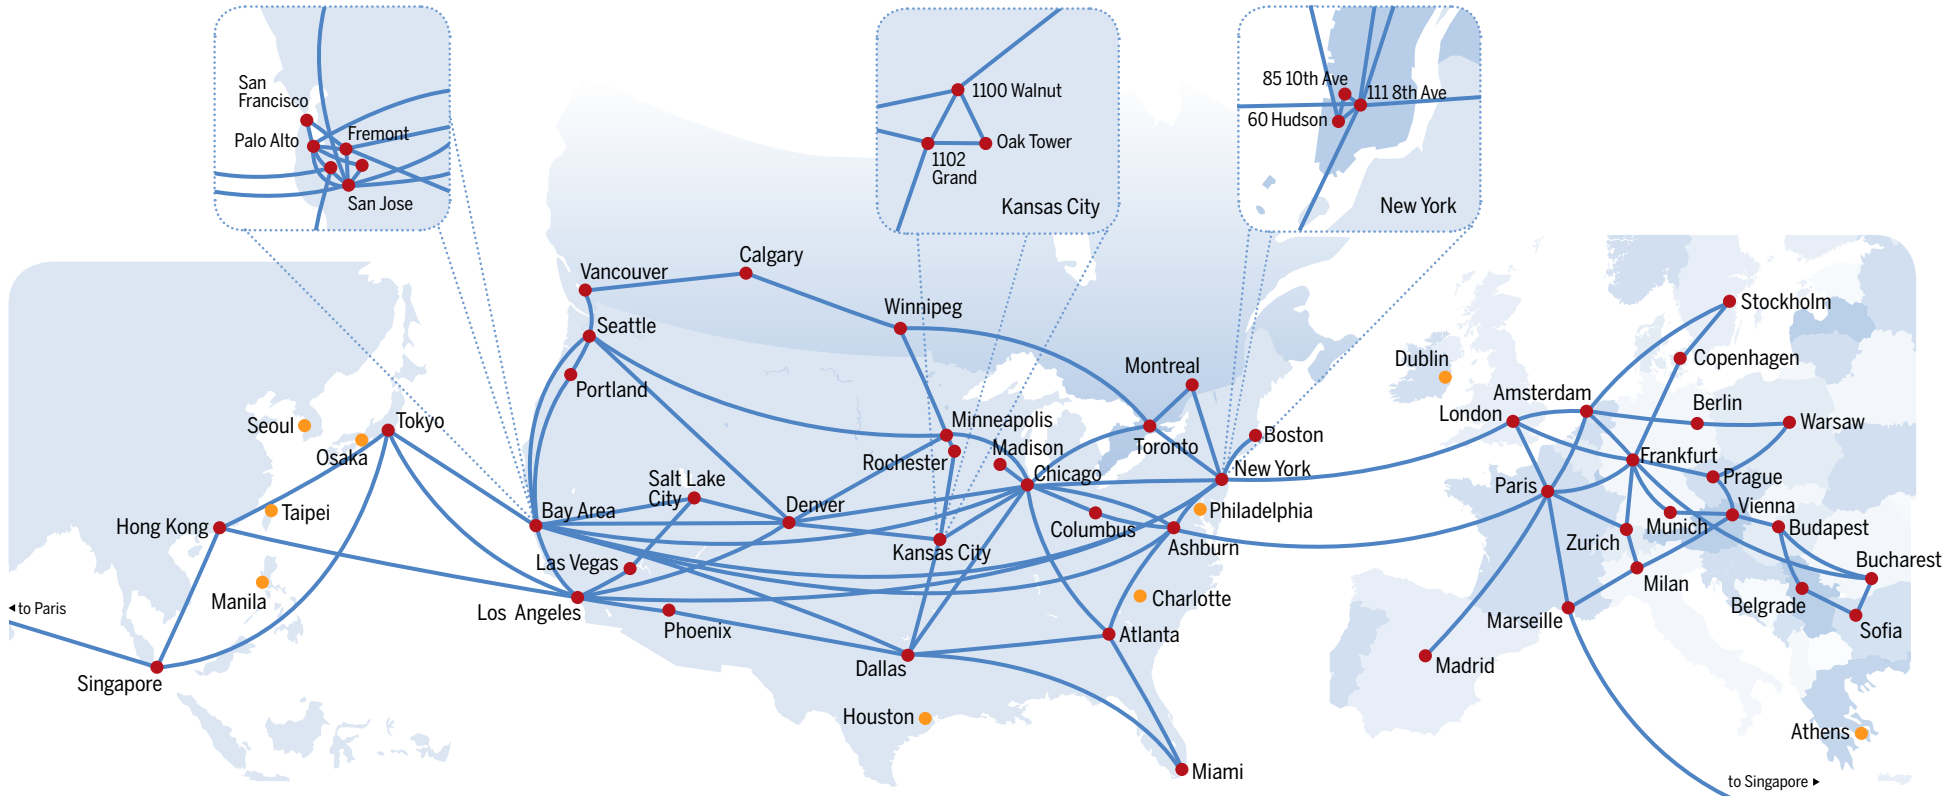 San
Francisco
Palo Alto
Fremont
San Jose
1100 Walnut
Oak Tower
1102
Grand
Kansas City
85 10th Ave
111 8th Ave
60 Hudson
New York
Seoul
Osaka
Tokyo
Taipei
Hong Kong
Manila
to Paris
Singapore
Vancouver
Calgary
Winnipeg
Seattle
Portland
Montreal
Minneapolis
Madison
Rochester
Chicago
Toronto
Boston
New York
Salt Lake
City
Denver
Bay Area
Philadelphia
Columbus
Kansas City
Ashburn
Las Vegas
Los Angeles
Phoenix
Charlotte
Atlanta
Dallas
Houston
Miami
Stockholm
Dublin
Copenhagen
Amsterdam
London
Berlin
Warsaw
Frankfurt
Paris
Prague
Vienna
Munich
Budapest
Zurich
Bucharest
Milan
Belgrade
Marseille
Sofia
Madrid
Athens
to Singapore